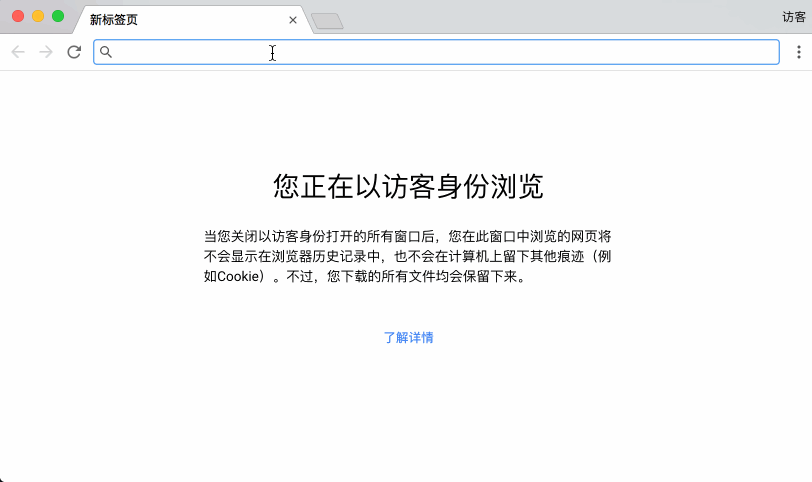 新标签页
访客
您正在以访客身份浏览
当您关闭以访客身份打开的所有窗口后，您在此窗口中浏览的网页将
不会显示在浏览器历史记录中，也不会在计算机上留下其他痕迹（例
如Cookie）。不过，您下载的所有文件均会保留下来。
了解详情